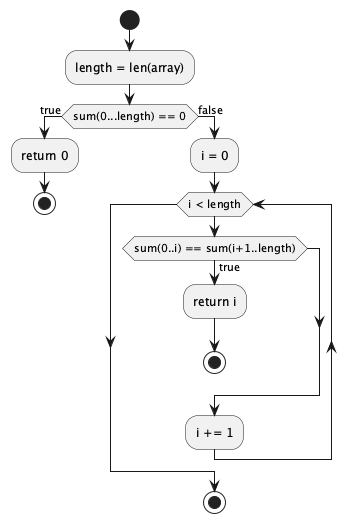 length = len(array)
sum(0...length) == 0
true
false
return 0
i = 0
i < length
sum(0..i) == sum(i+1..length)
true
return i
i += 1